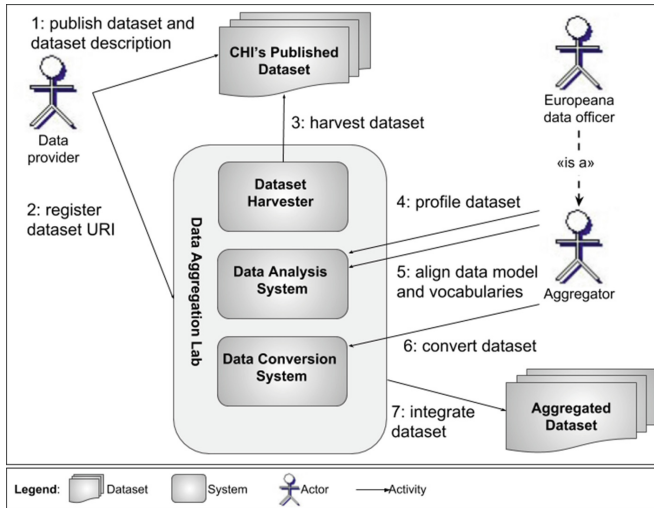 1: publish dataset and
dataset description
CHI's Published
Dataset
Data
provider
Europeana
data officer
3: harvest dataset
«is a»
Dataset
Harvester
2: register
dataset URI
4: profile dataset
Data Aggregation Lab
Data Analysis
System
5: align data model
and vocabularies
Aggregator
Data Conversion
System
6: convert dataset
7: integrate
dataset
Aggregated
Dataset
Legend: Dataset System Actor Activity